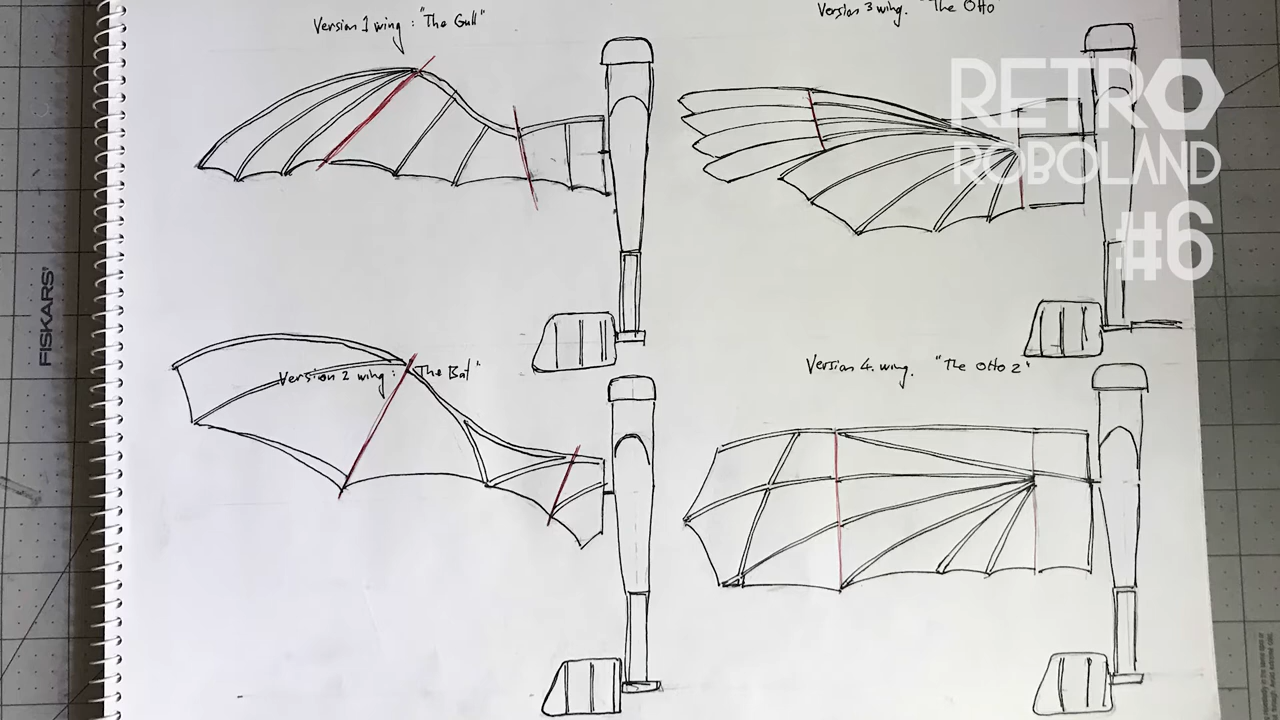 Version 1 wing : "The Gull"
Version 3 wing. "The Otto
RETRO
ROBOLAND
#6
FISKARS
Version 2 wing : "The Bat"
Version 4. wing. "The Otto 2"